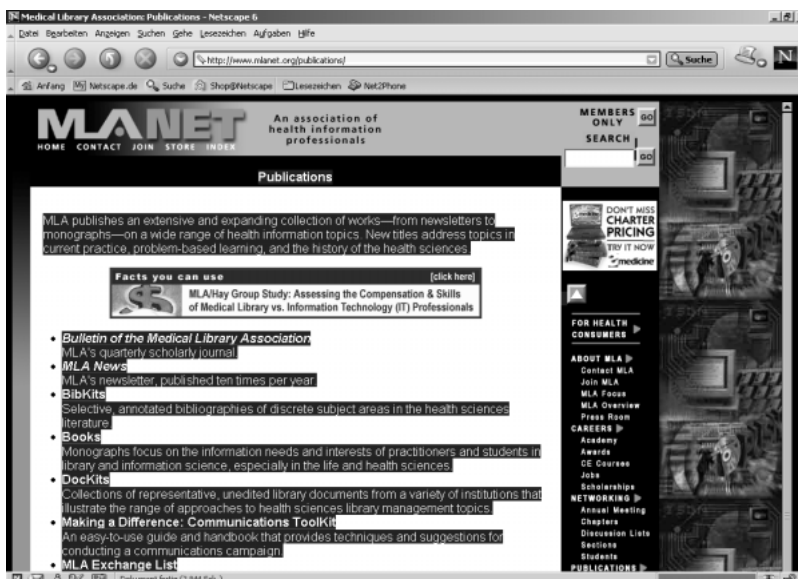 Medical Library Association: Publications - Netscape 6
Datei Bearbeiten Anzeigen Suchen Gehe Lesezeichen Aufgaben Hilfe
http://www.mlanet.org/publications/
Suche
N
Anfang Netscape.de Suche Shop@Netscape Lesezeichen Net2Phone
MLANET
An association of
health information
professionals
HOME CONTACT JOIN STORE INDEX
MEMBERS
ONLY
GO
SEARCH
GO
Publications
MLA publishes an extensive and expanding collection of works—from newsletters to
monographs—on a wide range of health information topics. New titles address topics in
current practice, problem-based learning, and the history of the health sciences.
Facts you can use [click here]
MLA/Hay Group Study: Assessing the Compensation & Skills
of Medical Library vs. Information Technology (IT) Professionals
• Bulletin of the Medical Library Association
MLA's quarterly scholarly journal.
• MLA News
MLA's newsletter, published ten times per year.
• BibKits
Selective, annotated bibliographies of discrete subject areas in the health sciences
literature.
• Books
Monographs focus on the information needs and interests of practitioners and students in
library and information science, especially in the life and health sciences.
• DocKits
Collections of representative, unedited library documents from a variety of institutions that
illustrate the range of approaches to health sciences library management topics.
• Making a Difference: Communications ToolKit
An easy-to-use guide and handbook that provides techniques and suggestions for
conducting a communications campaign.
• MLA Exchange List
DON'T MISS
CHARTER
PRICING
TRY IT NOW
medicine
FOR HEALTH
CONSUMERS
ABOUT MLA
Contact MLA
Join MLA
MLA Focus
MLA Overview
Press Room
CAREERS
Academy
Awards
CE Courses
Jobs
Scholarships
NETWORKING
Annual Meeting
Chapters
Discussion Lists
Sections
Students
PUBLICATIONS